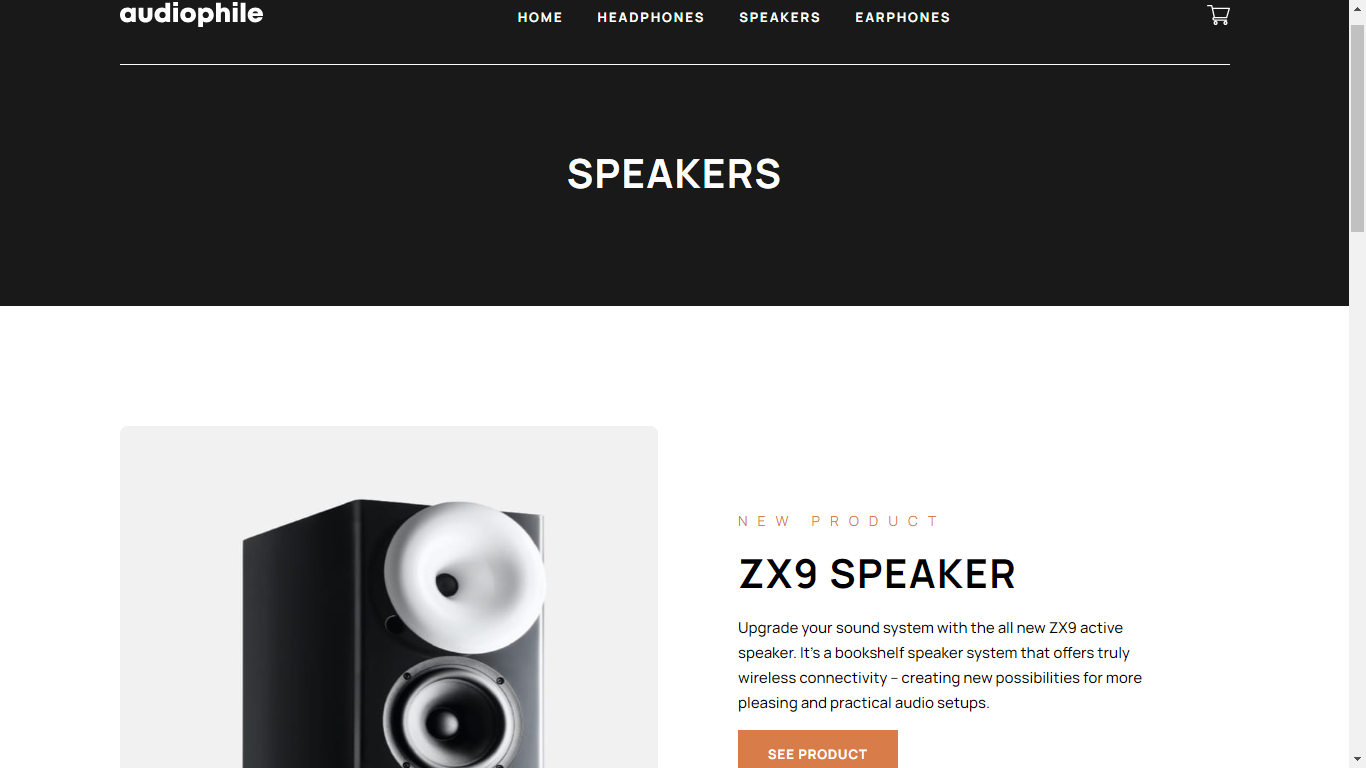 audiophile
HOME HEADPHONES SPEAKERS EARPHONES
SPEAKERS
NEW PRODUCT
ZX9 SPEAKER
Upgrade your sound system with the all new ZX9 active
speaker. It's a bookshelf speaker system that offers truly
wireless connectivity – creating new possibilities for more
pleasing and practical audio setups.
SEE PRODUCT